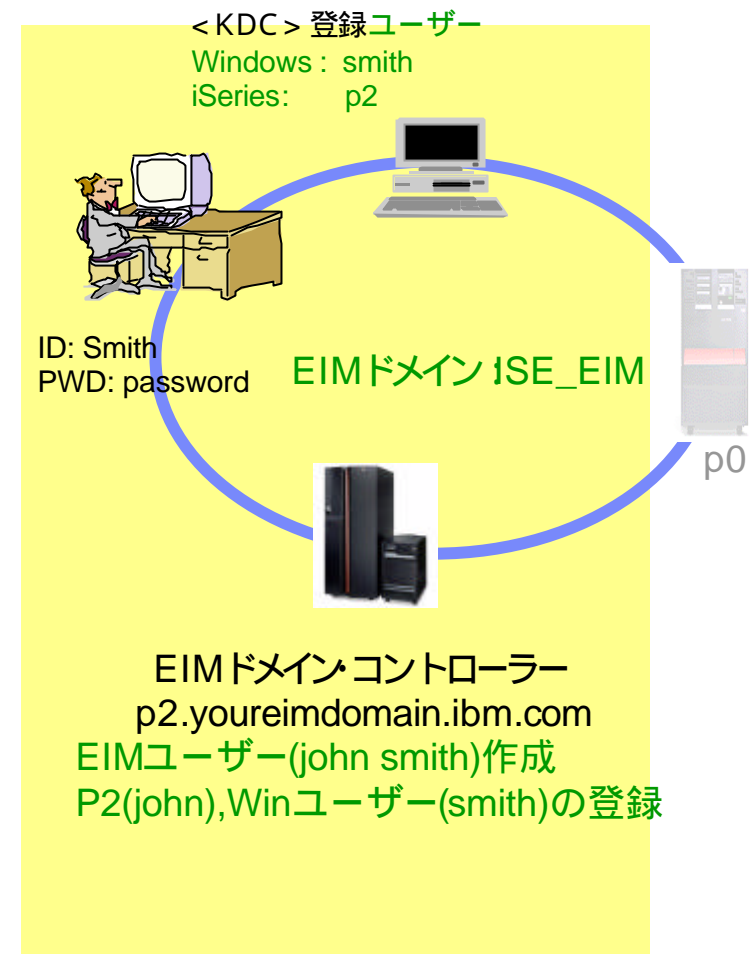 <KDC> 登録ユーザー
Windows : smith
iSeries: p2
ID: Smith
PWD: password
EIMドメイン:ISE_EIM
p0
EIMドメイン・コントローラー
p2.youreimdomain.ibm.com
EIMユーザー(john smith)作成
P2(john),Winユーザー(smith)の登録